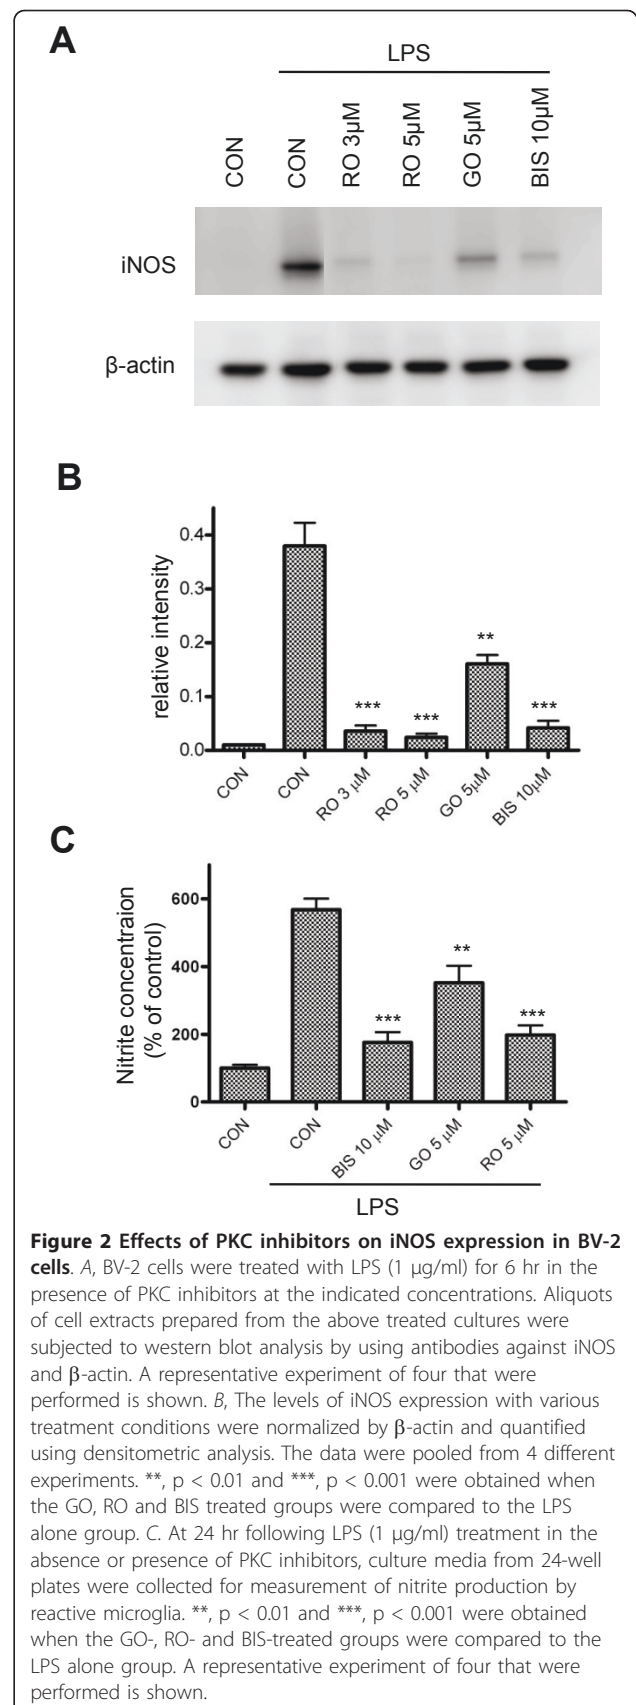 A
LPS
CON
CON
RO 3μM
RO 5μM
GO 5μM
BIS 10μM
iNOS
β-actin
B
relative intensity
0.4
0.3
0.2
0.1
0.0
***
***
**
***
CON
CON
RO 3 μM
RO 5 μM
GO 5μM
BIS 10μM
C
Nitrite concentraion
(% of control)
600
400
200
0
***
**
***
CON
CON
BIS 10 μM
GO 5 μM
RO 5 μM
LPS
Figure 2 Effects of PKC inhibitors on iNOS expression in BV-2
cells. A, BV-2 cells were treated with LPS (1 μg/ml) for 6 hr in the
presence of PKC inhibitors at the indicated concentrations. Aliquots
of cell extracts prepared from the above treated cultures were
subjected to western blot analysis by using antibodies against iNOS
and β-actin. A representative experiment of four that were
performed is shown. B, The levels of iNOS expression with various
treatment conditions were normalized by β-actin and quantified
using densitometric analysis. The data were pooled from 4 different
experiments. **, p < 0.01 and ***, p < 0.001 were obtained when
the GO, RO and BIS treated groups were compared to the LPS
alone group. C. At 24 hr following LPS (1 μg/ml) treatment in the
absence or presence of PKC inhibitors, culture media from 24-well
plates were collected for measurement of nitrite production by
reactive microglia. **, p < 0.01 and ***, p < 0.001 were obtained
when the GO-, RO- and BIS-treated groups were compared to the
LPS alone group. A representative experiment of four that were
performed is shown.